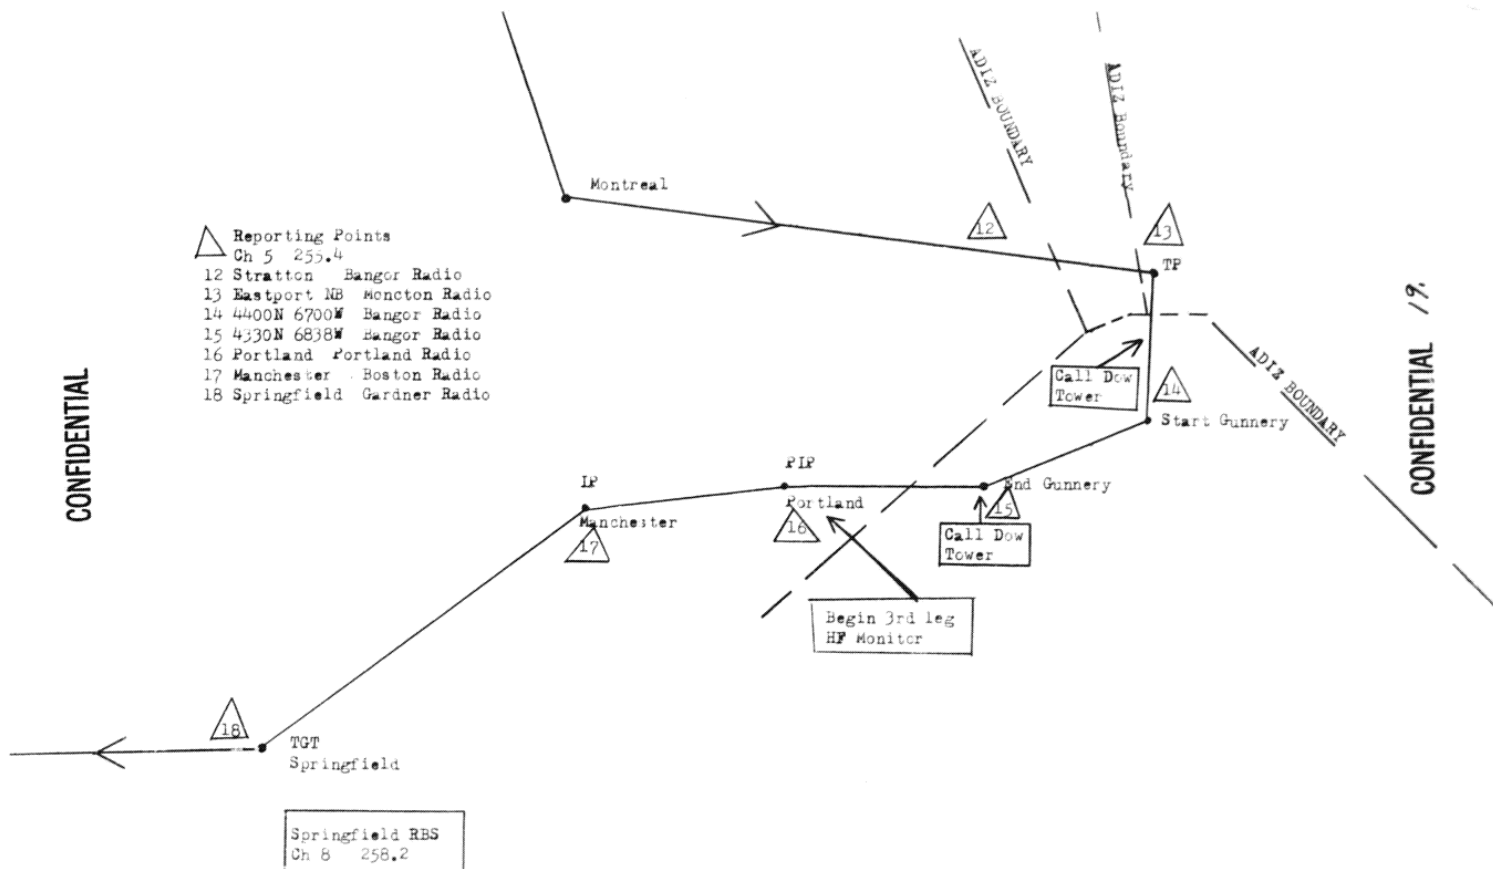 ADIZ BOUNDARY
ADIZ Boundary
Montreal
12
13
TP
Reporting Points
Ch 5 255.4
12 Stratton Bangor Radio
13 Eastport NB Moncton Radio
14 4400N 6700W Bangor Radio
15 4330N 6838W Bangor Radio
16 Portland Portland Radio
17 Manchester Boston Radio
18 Springfield Gardner Radio
CONFIDENTIAL
CONFIDENTIAL 19.
ADIZ BOUNDARY
Call Dow
Tower
14
Start Gunnery
PIP
Portland
16
End Gunnery
15
Call Dow
Tower
IP
Manchester
17
Begin 3rd leg
HF Monitor
18
TGT
Springfield
Springfield RBS
Ch 8 258.2